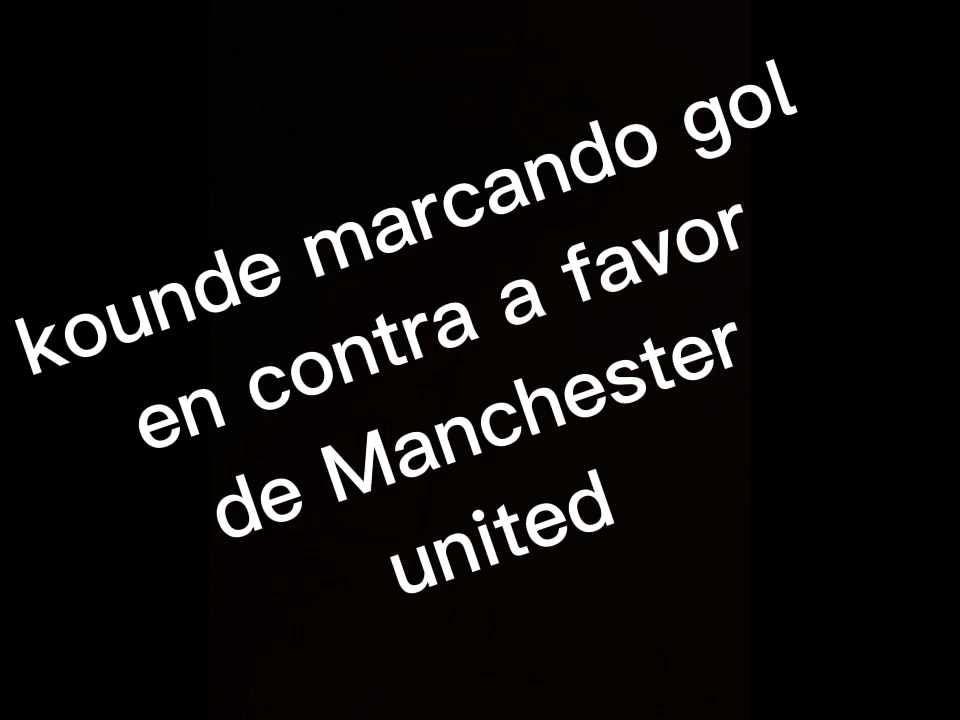 kounde marcando gol
en contra a favor
de Manchester
united